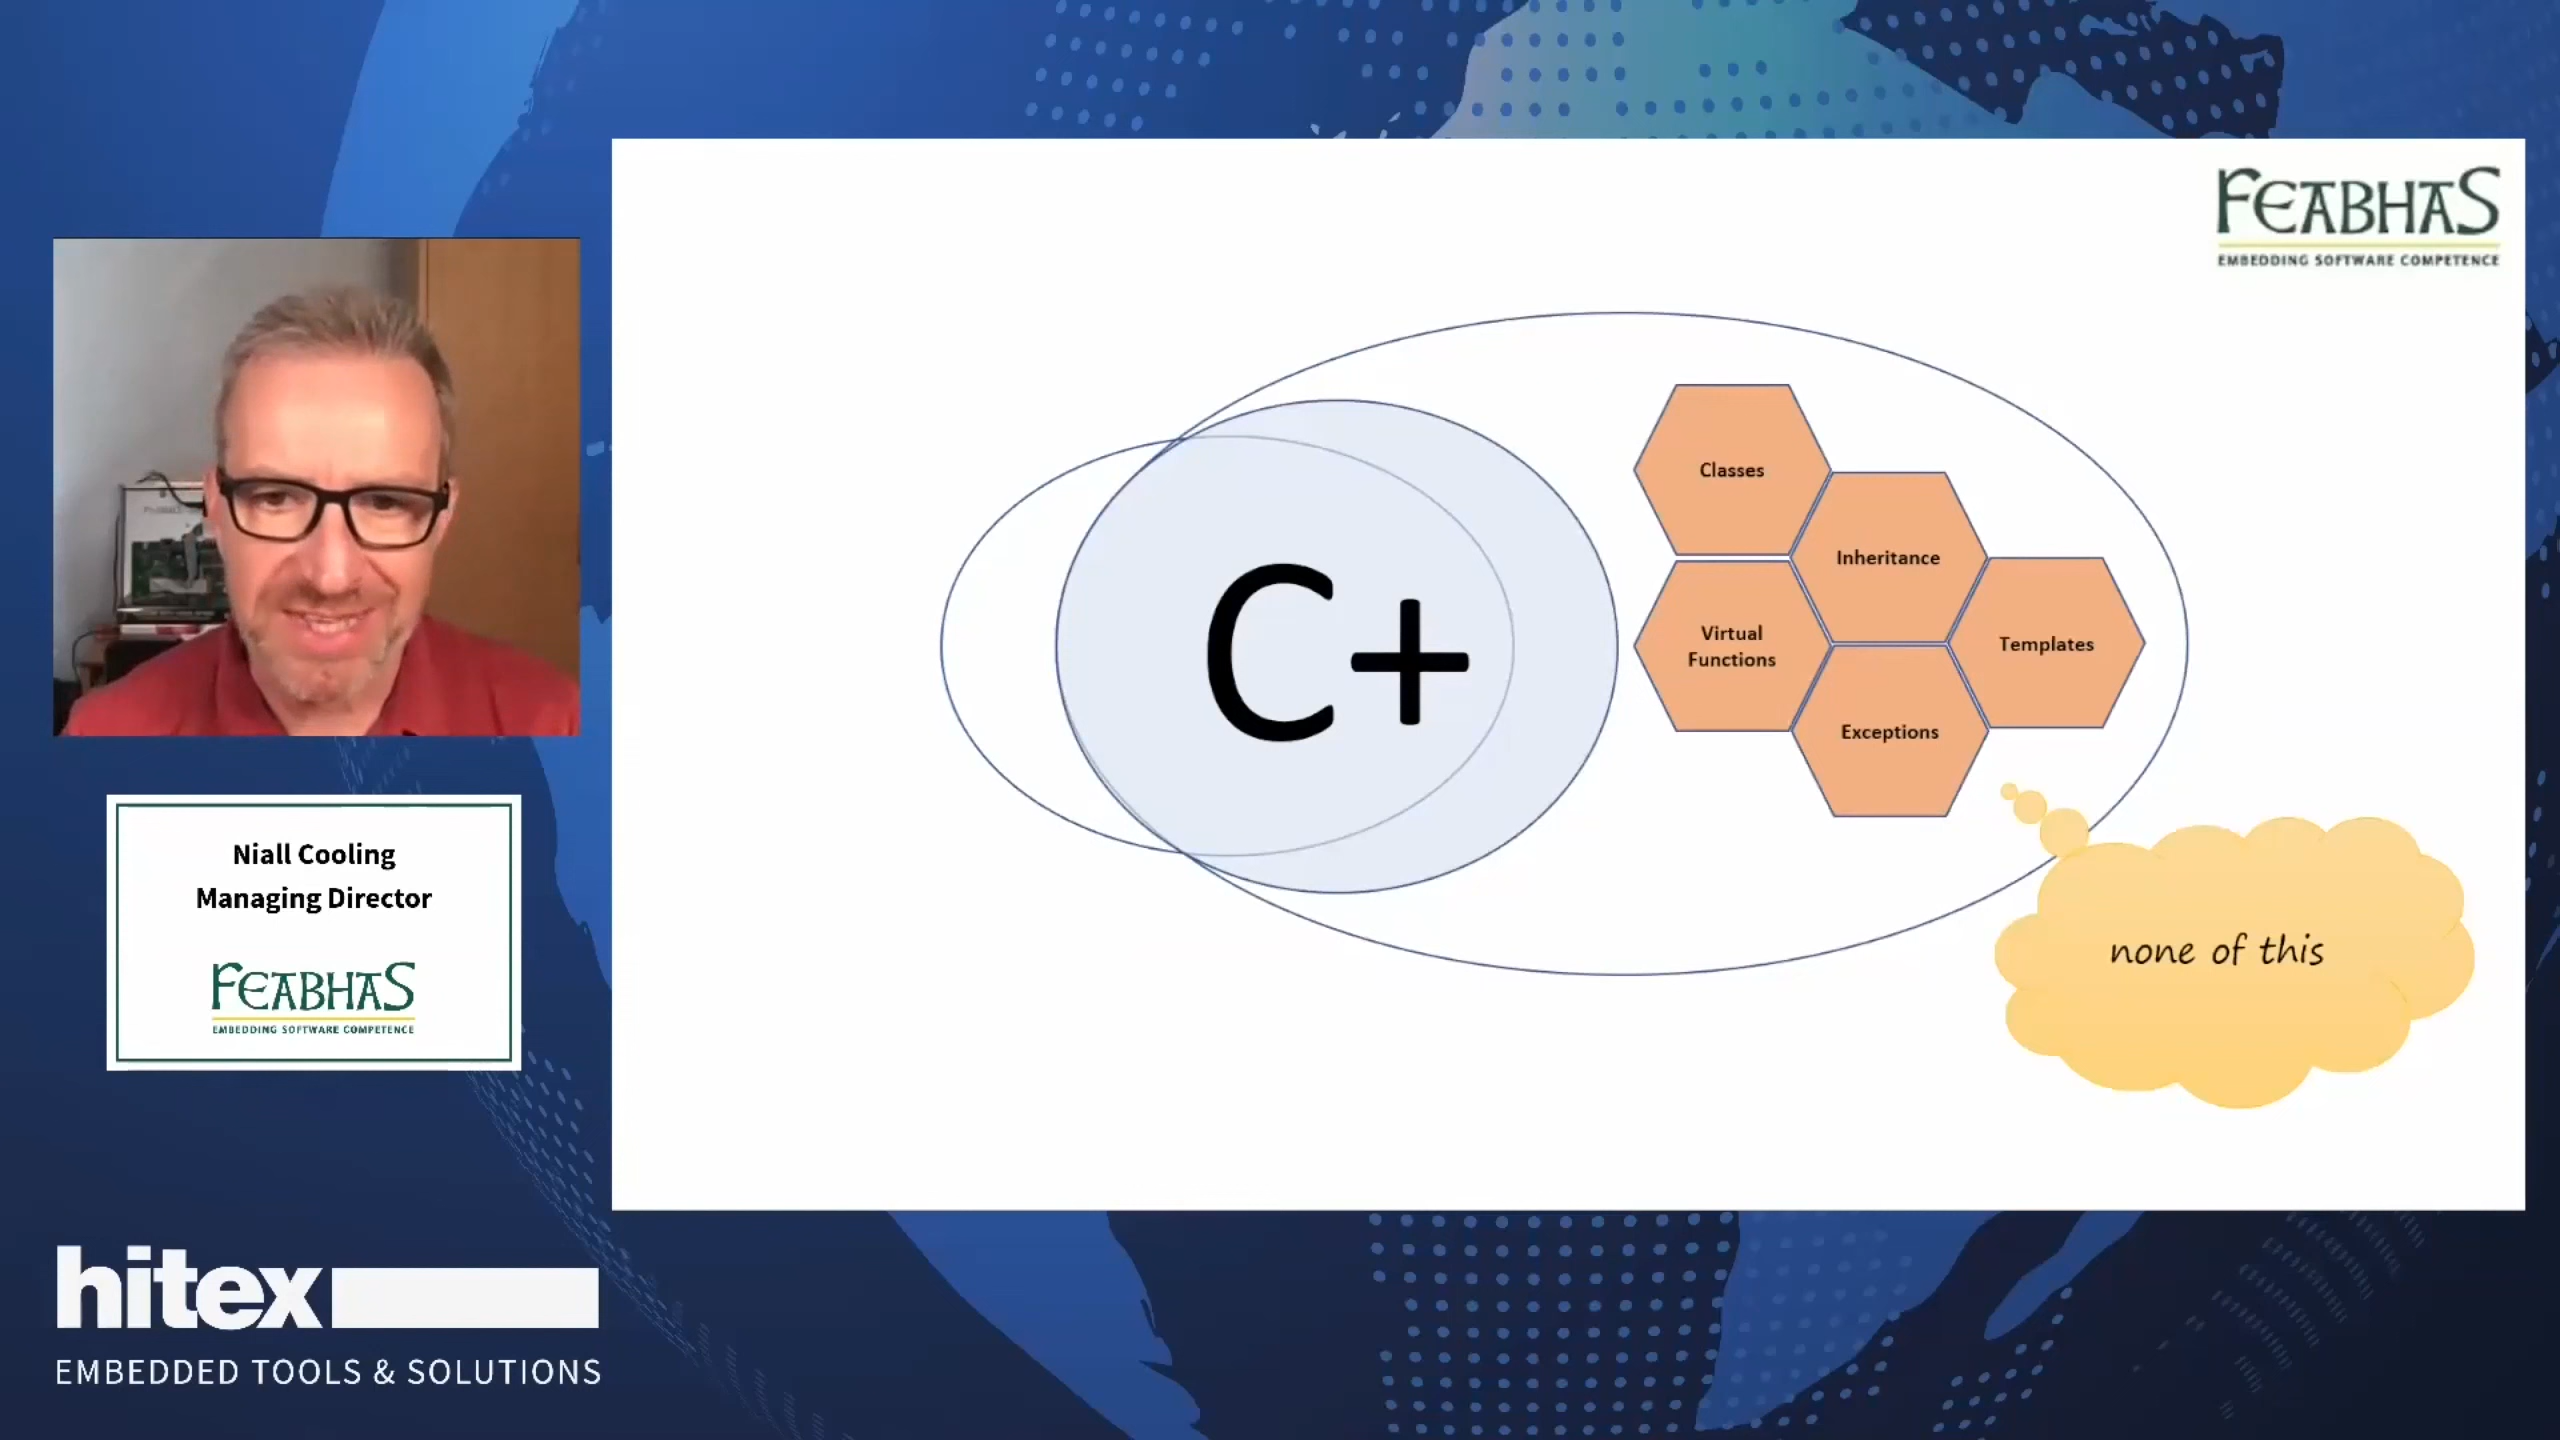 FEABHAS
EMBEDDING SOFTWARE COMPETENCE
C+
Classes
Inheritance
Virtual
Functions
Templates
Exceptions
none of this
Niall Cooling
Managing Director
FEABHAS
EMBEDDING SOFTWARE COMPETENCE
hitex
EMBEDDED TOOLS & SOLUTIONS